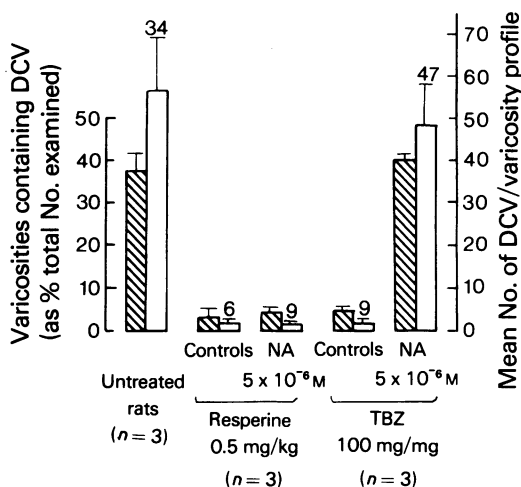 Varicosities containing DCV
(as % total No. examined)
50
40
30
20
10
0
34
6
9
9
47
70
60
50
40
30
20
10
0
Mean No. of DCV/varicosity profile
Controls NA Controls NA
Untreated 5 x 10⁻⁶ M 5 x 10⁻⁶ M
rats
(n = 3) Resperine TBZ
0.5 mg/kg 100 mg/mg
(n = 3) (n = 3)